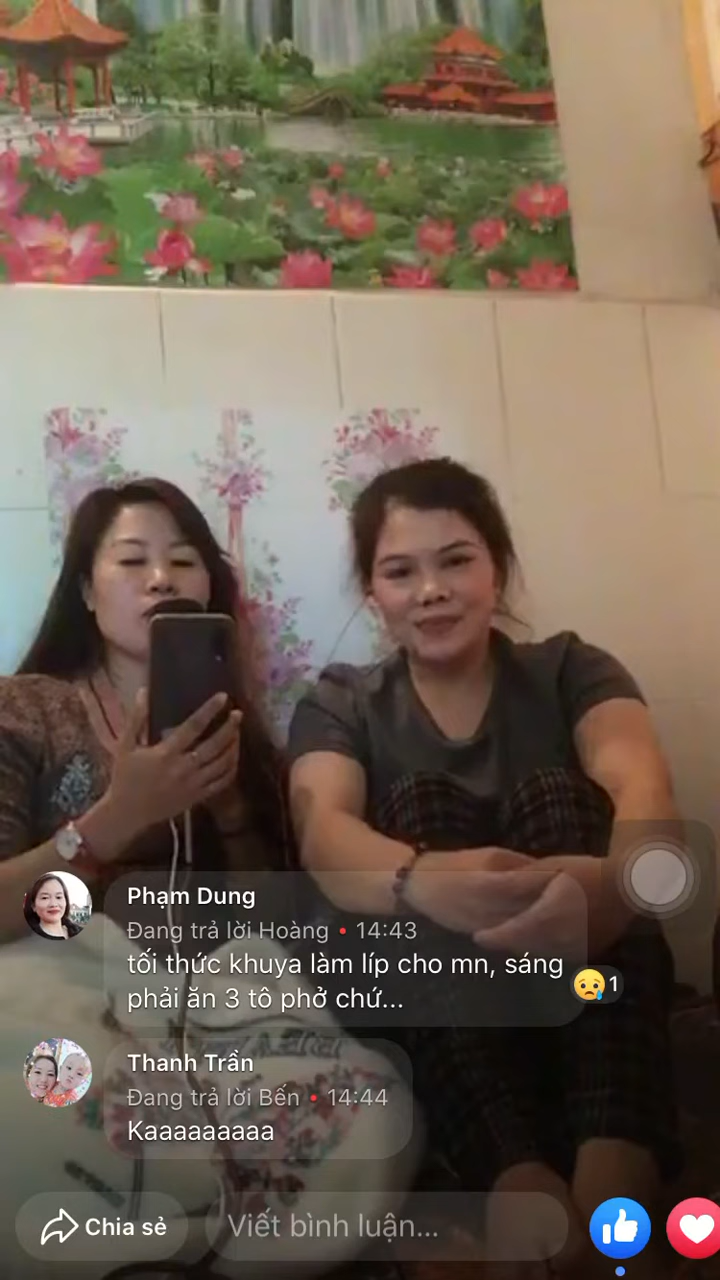 Phạm Dung
Đang trả lời Hoàng • 14:43
tối thức khuya làm líp cho mn, sáng
phải ăn 3 tô phở chứ...
1
Thanh Trần
Đang trả lời Bến • 14:44
Kaaaaaaaaa
Chia sẻ
Viết bình luận...